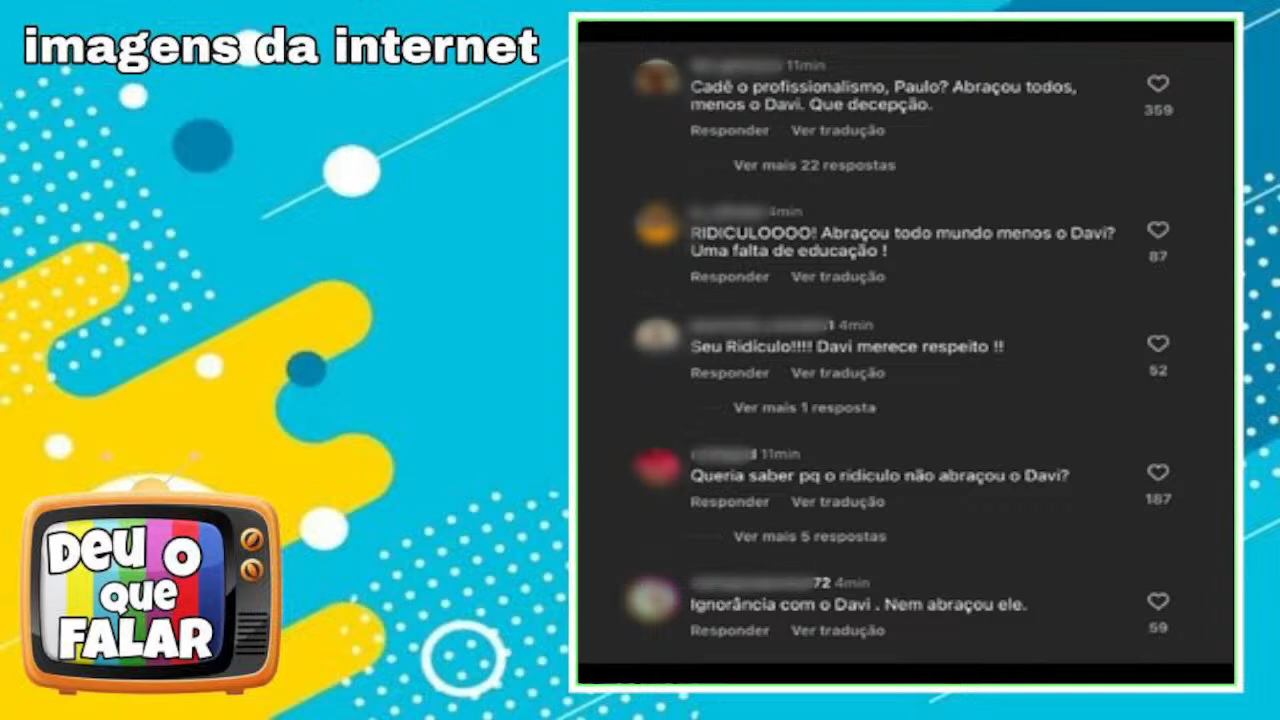 imagens da internet
11min
Cadê o profissionalismo, Paulo? Abraçou todos,
menos o Davi. Que decepção.
359
Responder Ver tradução
Ver mais 22 respostas
4min
RIDICULOOOO! Abraçou todo mundo menos o Davi?
Uma falta de educação !
87
Responder Ver tradução
1 4min
Seu Ridículo!!!! Davi merece respeito !!
52
Responder Ver tradução
Ver mais 1 resposta
11min
Queria saber pq o ridiculo não abraçou o Davi?
187
Responder Ver tradução
Ver mais 5 respostas
72 4min
Ignorância com o Davi . Nem abraçou ele.
59
Responder Ver tradução
Deu o
que
FALAR